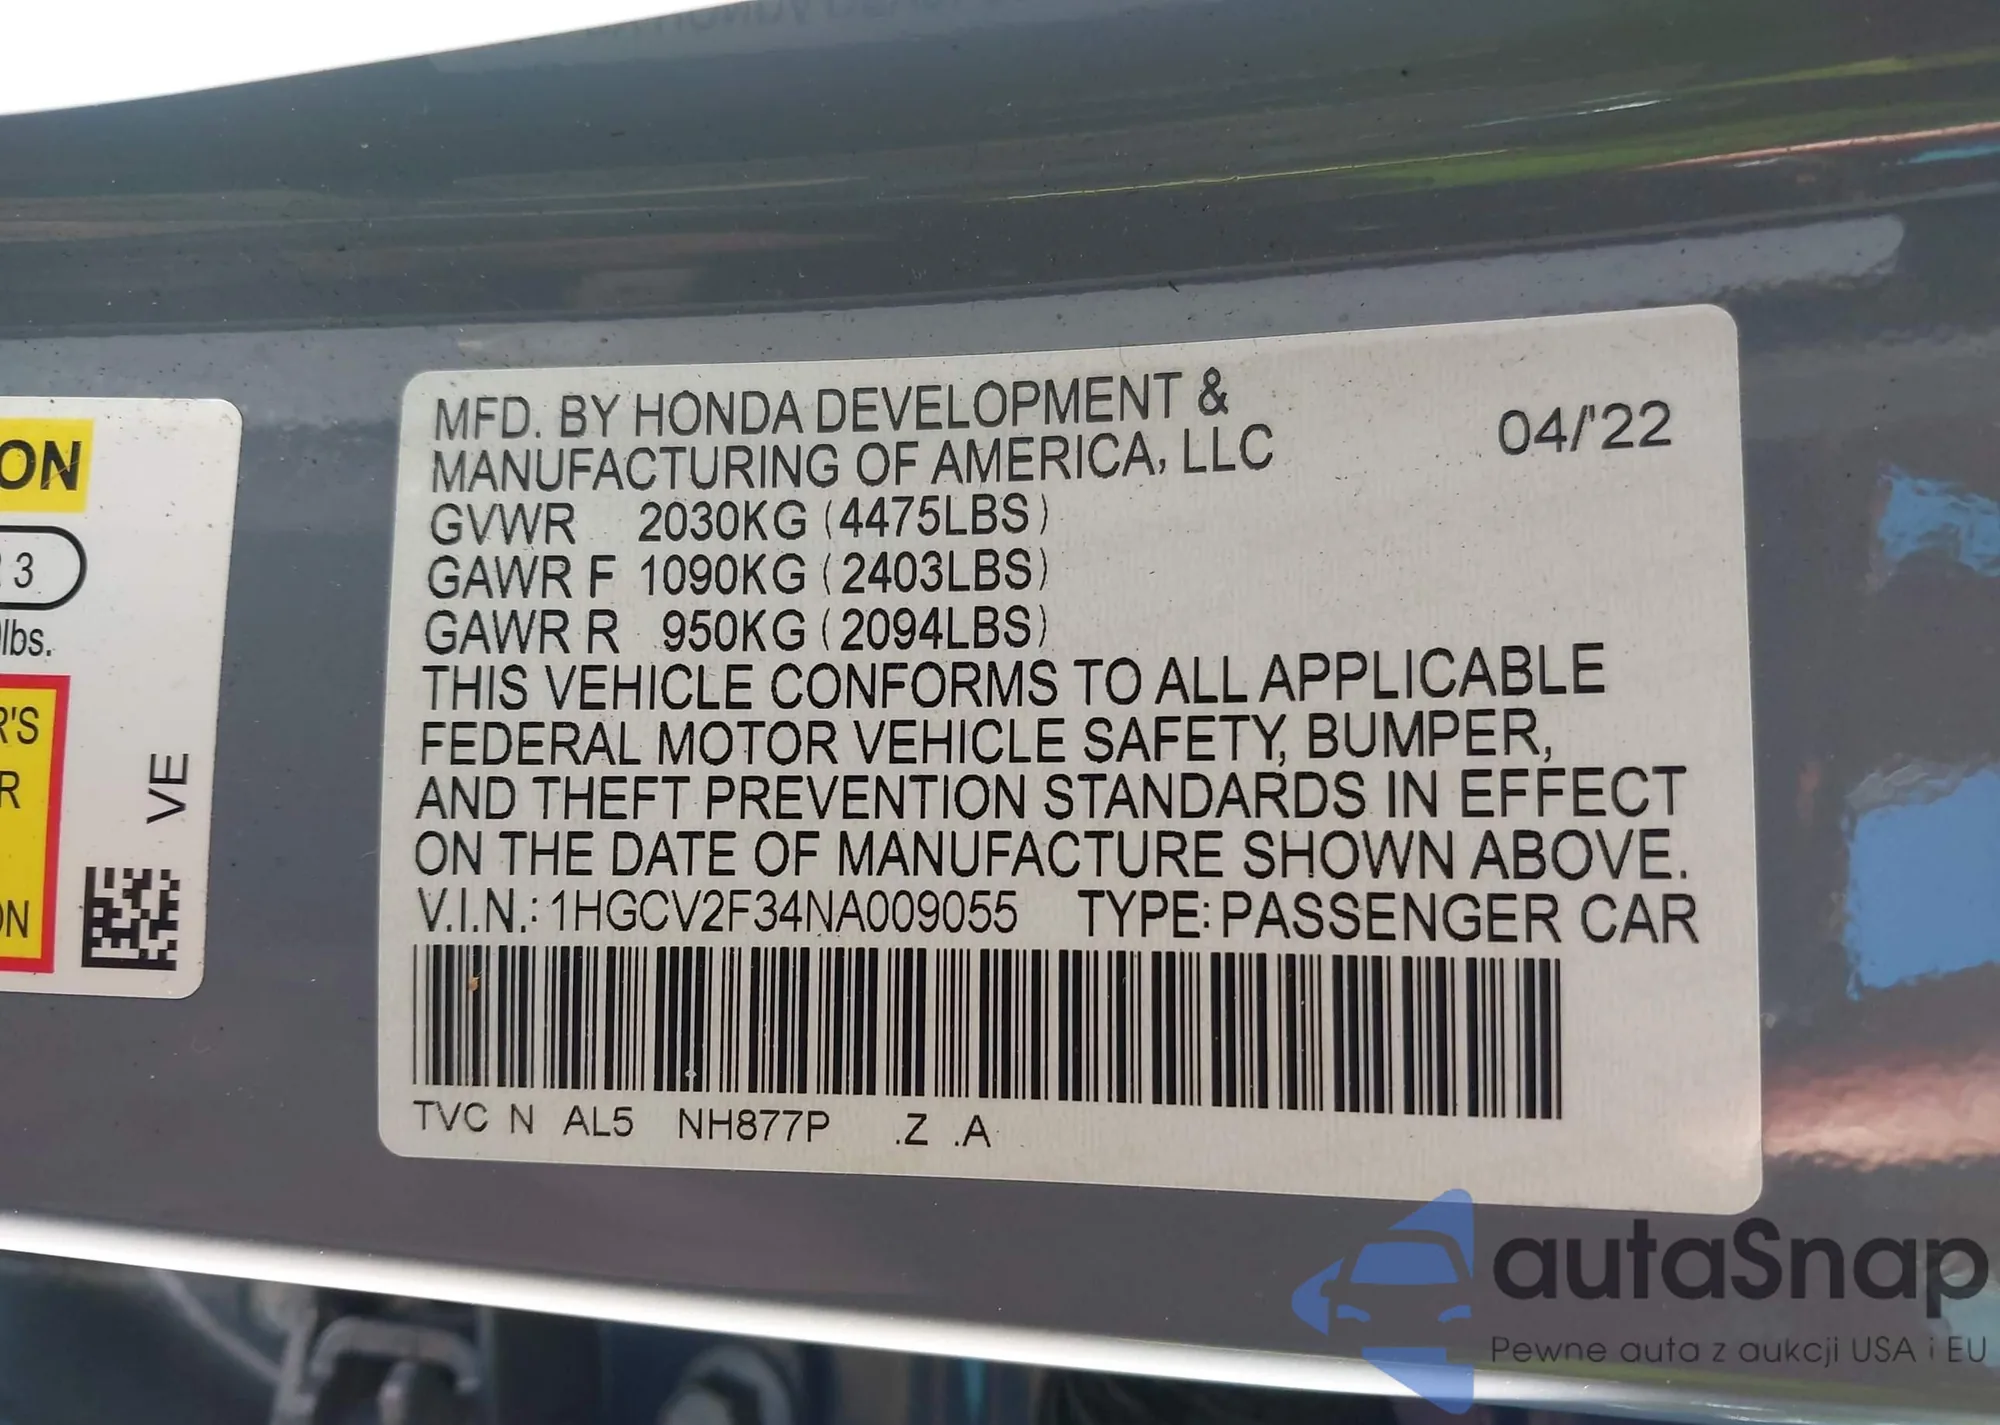 ON
3
lbs.
R'S
R
ON
VE
MFD. BY HONDA DEVELOPMENT &
MANUFACTURING OF AMERICA, LLC
04/'22
GVWR 2030KG (4475LBS)
GAWR F 1090KG (2403LBS)
GAWR R 950KG (2094LBS)
THIS VEHICLE CONFORMS TO ALL APPLICABLE
FEDERAL MOTOR VEHICLE SAFETY, BUMPER,
AND THEFT PREVENTION STANDARDS IN EFFECT
ON THE DATE OF MANUFACTURE SHOWN ABOVE.
V.I.N.: 1HGCV2F34NA009055 TYPE: PASSENGER CAR
TVC N AL5 NH877P .Z .A
autaSnap
Pewne auta z aukcji USA i EU